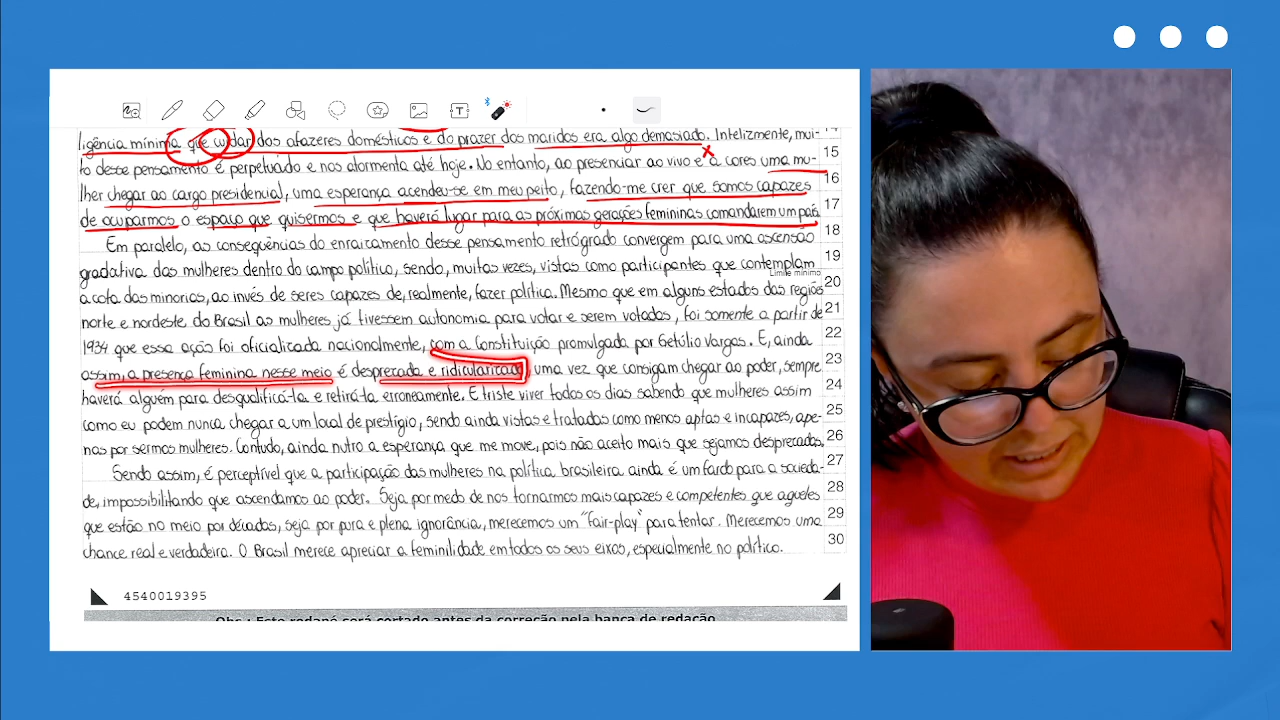 ligência mínima que cuidar dos afazeres domésticos e do prazer dos maridos era algo demasiado. Infelizmente, mui-
15
to desse pensamento é perpetuado e nos atormenta até hoje. No entanto, ao presenciar ao vivo e à cores uma mu-
16
lher chegar ao cargo presidencial, uma esperança acendeu-se em meu peito, fazendo-me crer que somos capazes
17
de ocuparmos o espaço que quisermos e que haverá lugar para as próximas gerações femininas comandarem um país.
18
Em paralelo, as consequências do enraizamento desse pensamento retrógrado convergem para uma ascensão
19
gradativa das mulheres dentro do campo político, sendo, muitas vezes, vistas como participantes que contemplam
Limite mínimo
20
a cota das minorias, ao invés de seres capazes de, realmente, fazer política. Mesmo que em alguns estados das regiões
21
norte e nordeste do Brasil as mulheres já tivessem autonomia para votar e serem votadas, foi somente a partir de
22
1934 que essa ação foi oficializada nacionalmente, com a Constituição promulgada por Getúlio Vargas. E, ainda
23
assim, a presença feminina nesse meio é desprezada e ridicularizada uma vez que consigam chegar ao poder, sempre
24
haverá alguém para desqualificá-la e retirá-la erroneamente. É triste viver todos os dias sabendo que mulheres assim
25
como eu podem nunca chegar a um local de prestígio, sendo ainda vistas e tratadas como menos aptas e incapazes, ape-
26
nas por sermos mulheres. Contudo, ainda nutro a esperança que me move, pois não aceito mais que sejamos desprezadas.
27
Sendo assim, é perceptível que a participação das mulheres na política brasileira ainda é um fardo para a socieda-
28
de, impossibilitando que ascendamos ao poder. Seja por medo de nos tornarmos mais capazes e competentes que aqueles
29
que estão no meio por décadas, seja por pura e plena ignorância, merecemos um "fair-play" para tentar. Merecemos uma
30
chance real e verdadeira. O Brasil merece apreciar a feminilidade em todos os seus eixos, especialmente no político.
4540019395
Obs.: Este rodapé será cortado antes da correção pela banca de redação